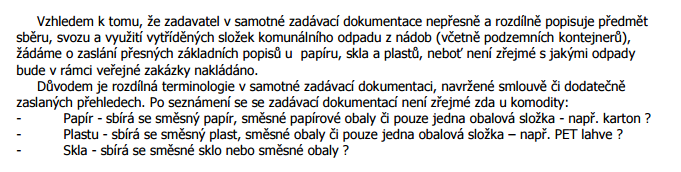 Vzhledem k tomu, že zadavatel v samotné zadávací dokumentace nepřesně a rozdílně popisuje předmět
sběru, svozu a využití vytříděných složek komunálního odpadu z nádob (včetně podzemních kontejnerů),
žádáme o zaslání přesných základních popisů u  papíru, skla a plastů, neboť není zřejmé s jakými odpady
bude v rámci veřejné zakázky nakládáno.
Důvodem je rozdílná terminologie v samotné zadávací dokumentaci, navržené smlouvě či dodatečně
zaslaných přehledech. Po seznámení se se zadávací dokumentací není zřejmé zda u komodity:
- Papír - sbírá se směsný papír, směsné papírové obaly či pouze jedna obalová složka - např. karton ?
- Plastu - sbírá se směsný plast, směsné obaly či pouze jedna obalová složka – např. PET lahve ?
- Skla - sbírá se směsné sklo nebo směsné obaly ?